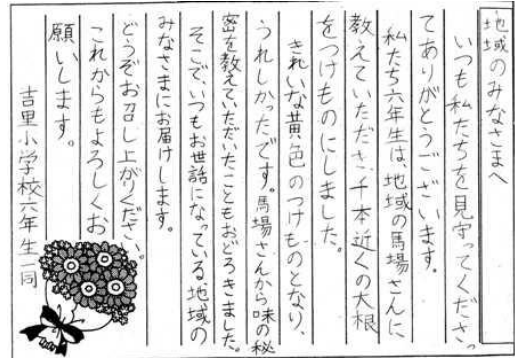 地域のみなさまへ
いつも私たちを見守ってくださっ
てありがとうございます。
私たち六年生は、地域の馬場さんに
教えていただき、千本近くの大根
をつけものにしました。
きれいな黄色のつけものとなり、
うれしかったです。馬場さんから味の秘
密を教えていただいたこともおどろきました。
そこで、いつもお世話になっている地域の
みなさまにお届けします。
どうぞお召し上がりください。
これからもよろしくお
願いします。
吉里小学校六年生一同